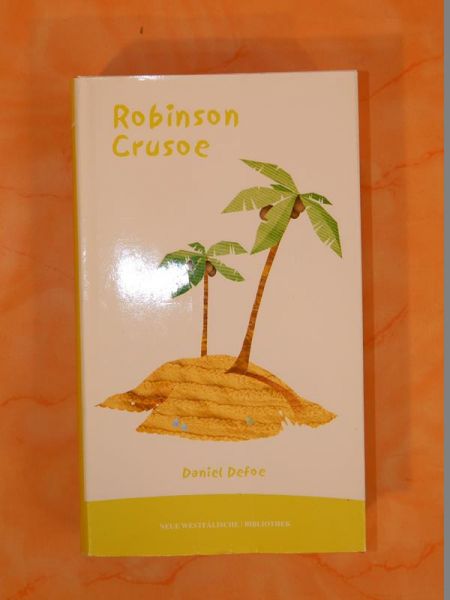 Robinson
Crusoe
Daniel Defoe
NEUE WESTFÄLISCHE | BIBLIOTHEK